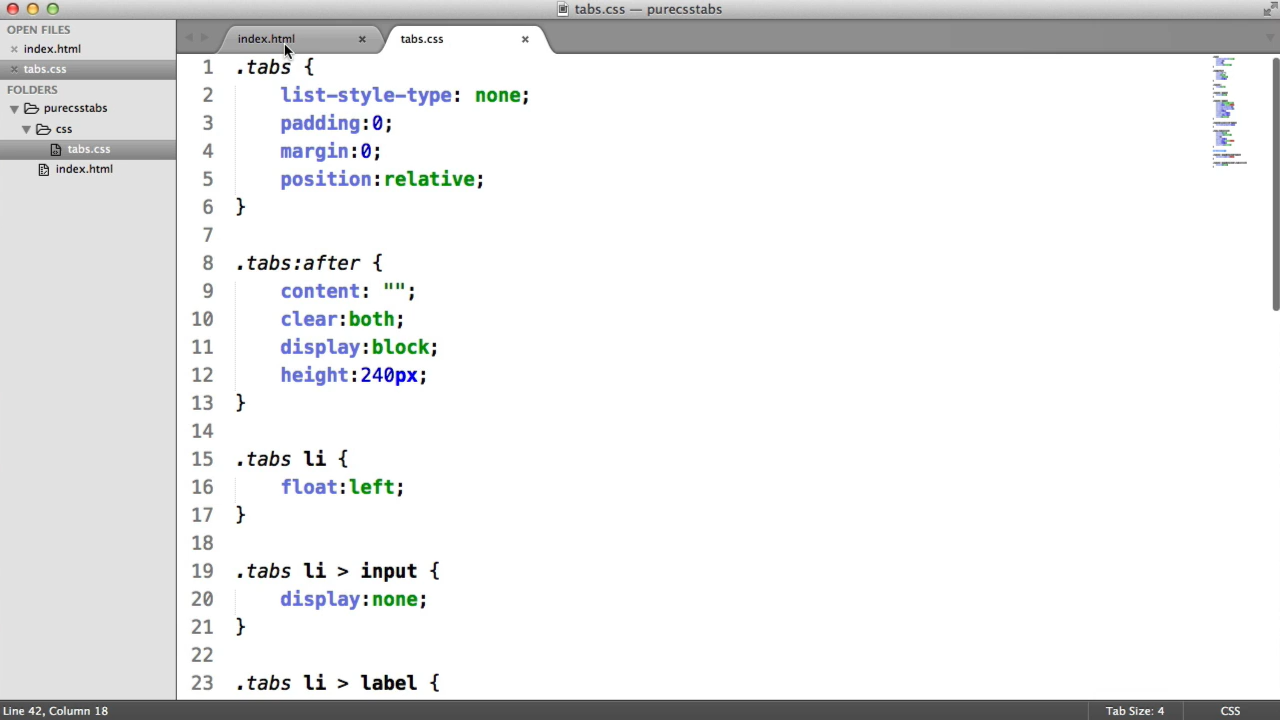 tabs.css — purecsstabs
OPEN FILES
index.html
tabs.css
FOLDERS
purecsstabs
css
tabs.css
index.html
index.html
tabs.css
1 .tabs {
2 list-style-type: none;
3 padding:0;
4 margin:0;
5 position:relative;
6 }
7
8 .tabs:after {
9 content: "";
10 clear:both;
11 display:block;
12 height:240px;
13 }
14
15 .tabs li {
16 float:left;
17 }
18
19 .tabs li > input {
20 display:none;
21 }
22
23 .tabs li > label {
Line 42, Column 18
Tab Size: 4
CSS